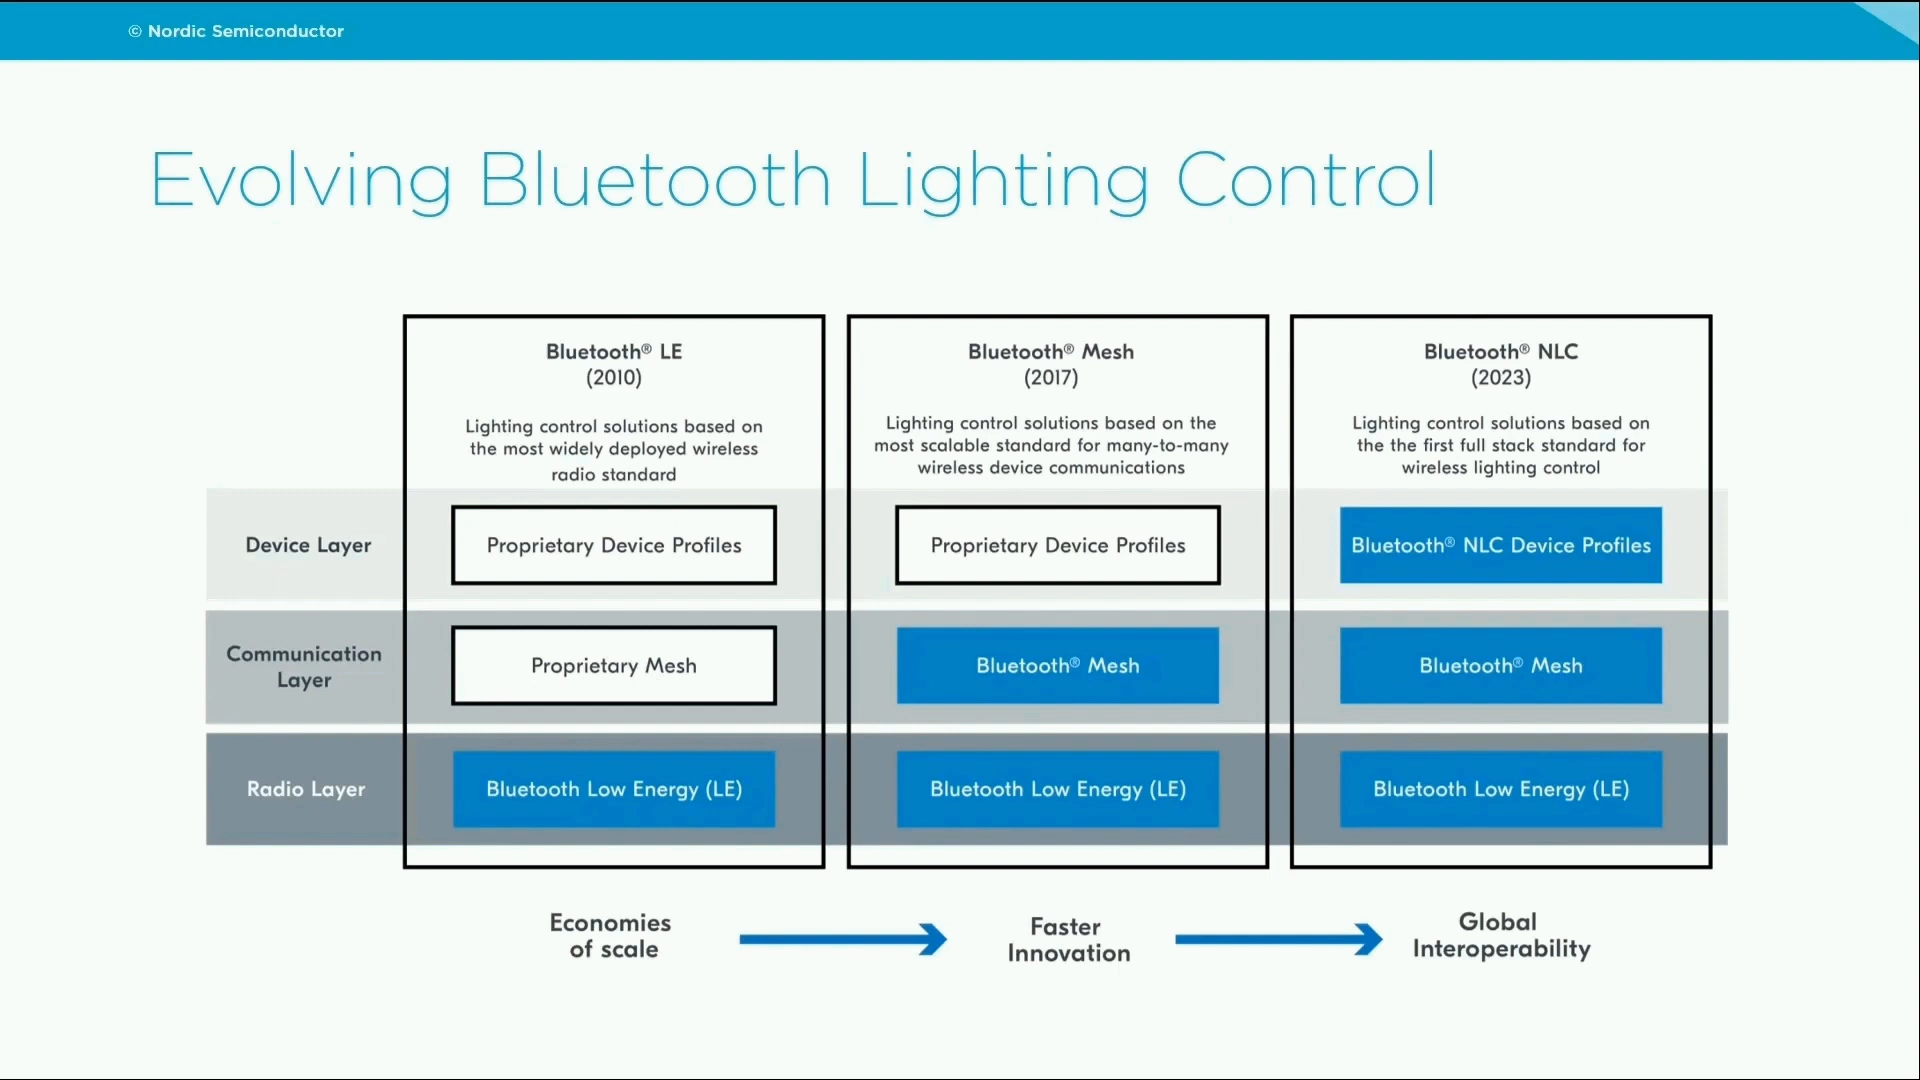 © Nordic Semiconductor
Evolving Bluetooth Lighting Control
Bluetooth® LE
(2010)
Lighting control solutions based on
the most widely deployed wireless
radio standard
Bluetooth® Mesh
(2017)
Lighting control solutions based on the
most scalable standard for many-to-many
wireless device communications
Bluetooth® NLC
(2023)
Lighting control solutions based on
the the first full stack standard for
wireless lighting control
Device Layer
Proprietary Device Profiles
Proprietary Device Profiles
Bluetooth® NLC Device Profiles
Communication
Layer
Proprietary Mesh
Bluetooth® Mesh
Bluetooth® Mesh
Radio Layer
Bluetooth Low Energy (LE)
Bluetooth Low Energy (LE)
Bluetooth Low Energy (LE)
Economies
of scale
Faster
Innovation
Global
Interoperability